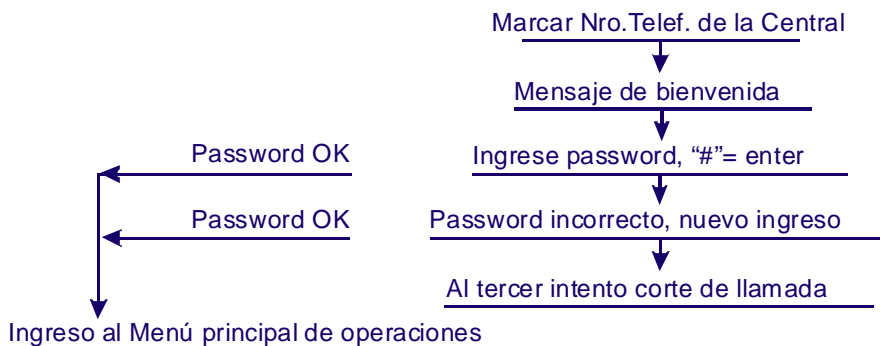 Marcar Nro.Telef. de la Central
Mensaje de bienvenida
Password OK
Ingrese password, “#”= enter
Password OK
Password incorrecto, nuevo ingreso
Al tercer intento corte de llamada
Ingreso al Menú principal de operaciones